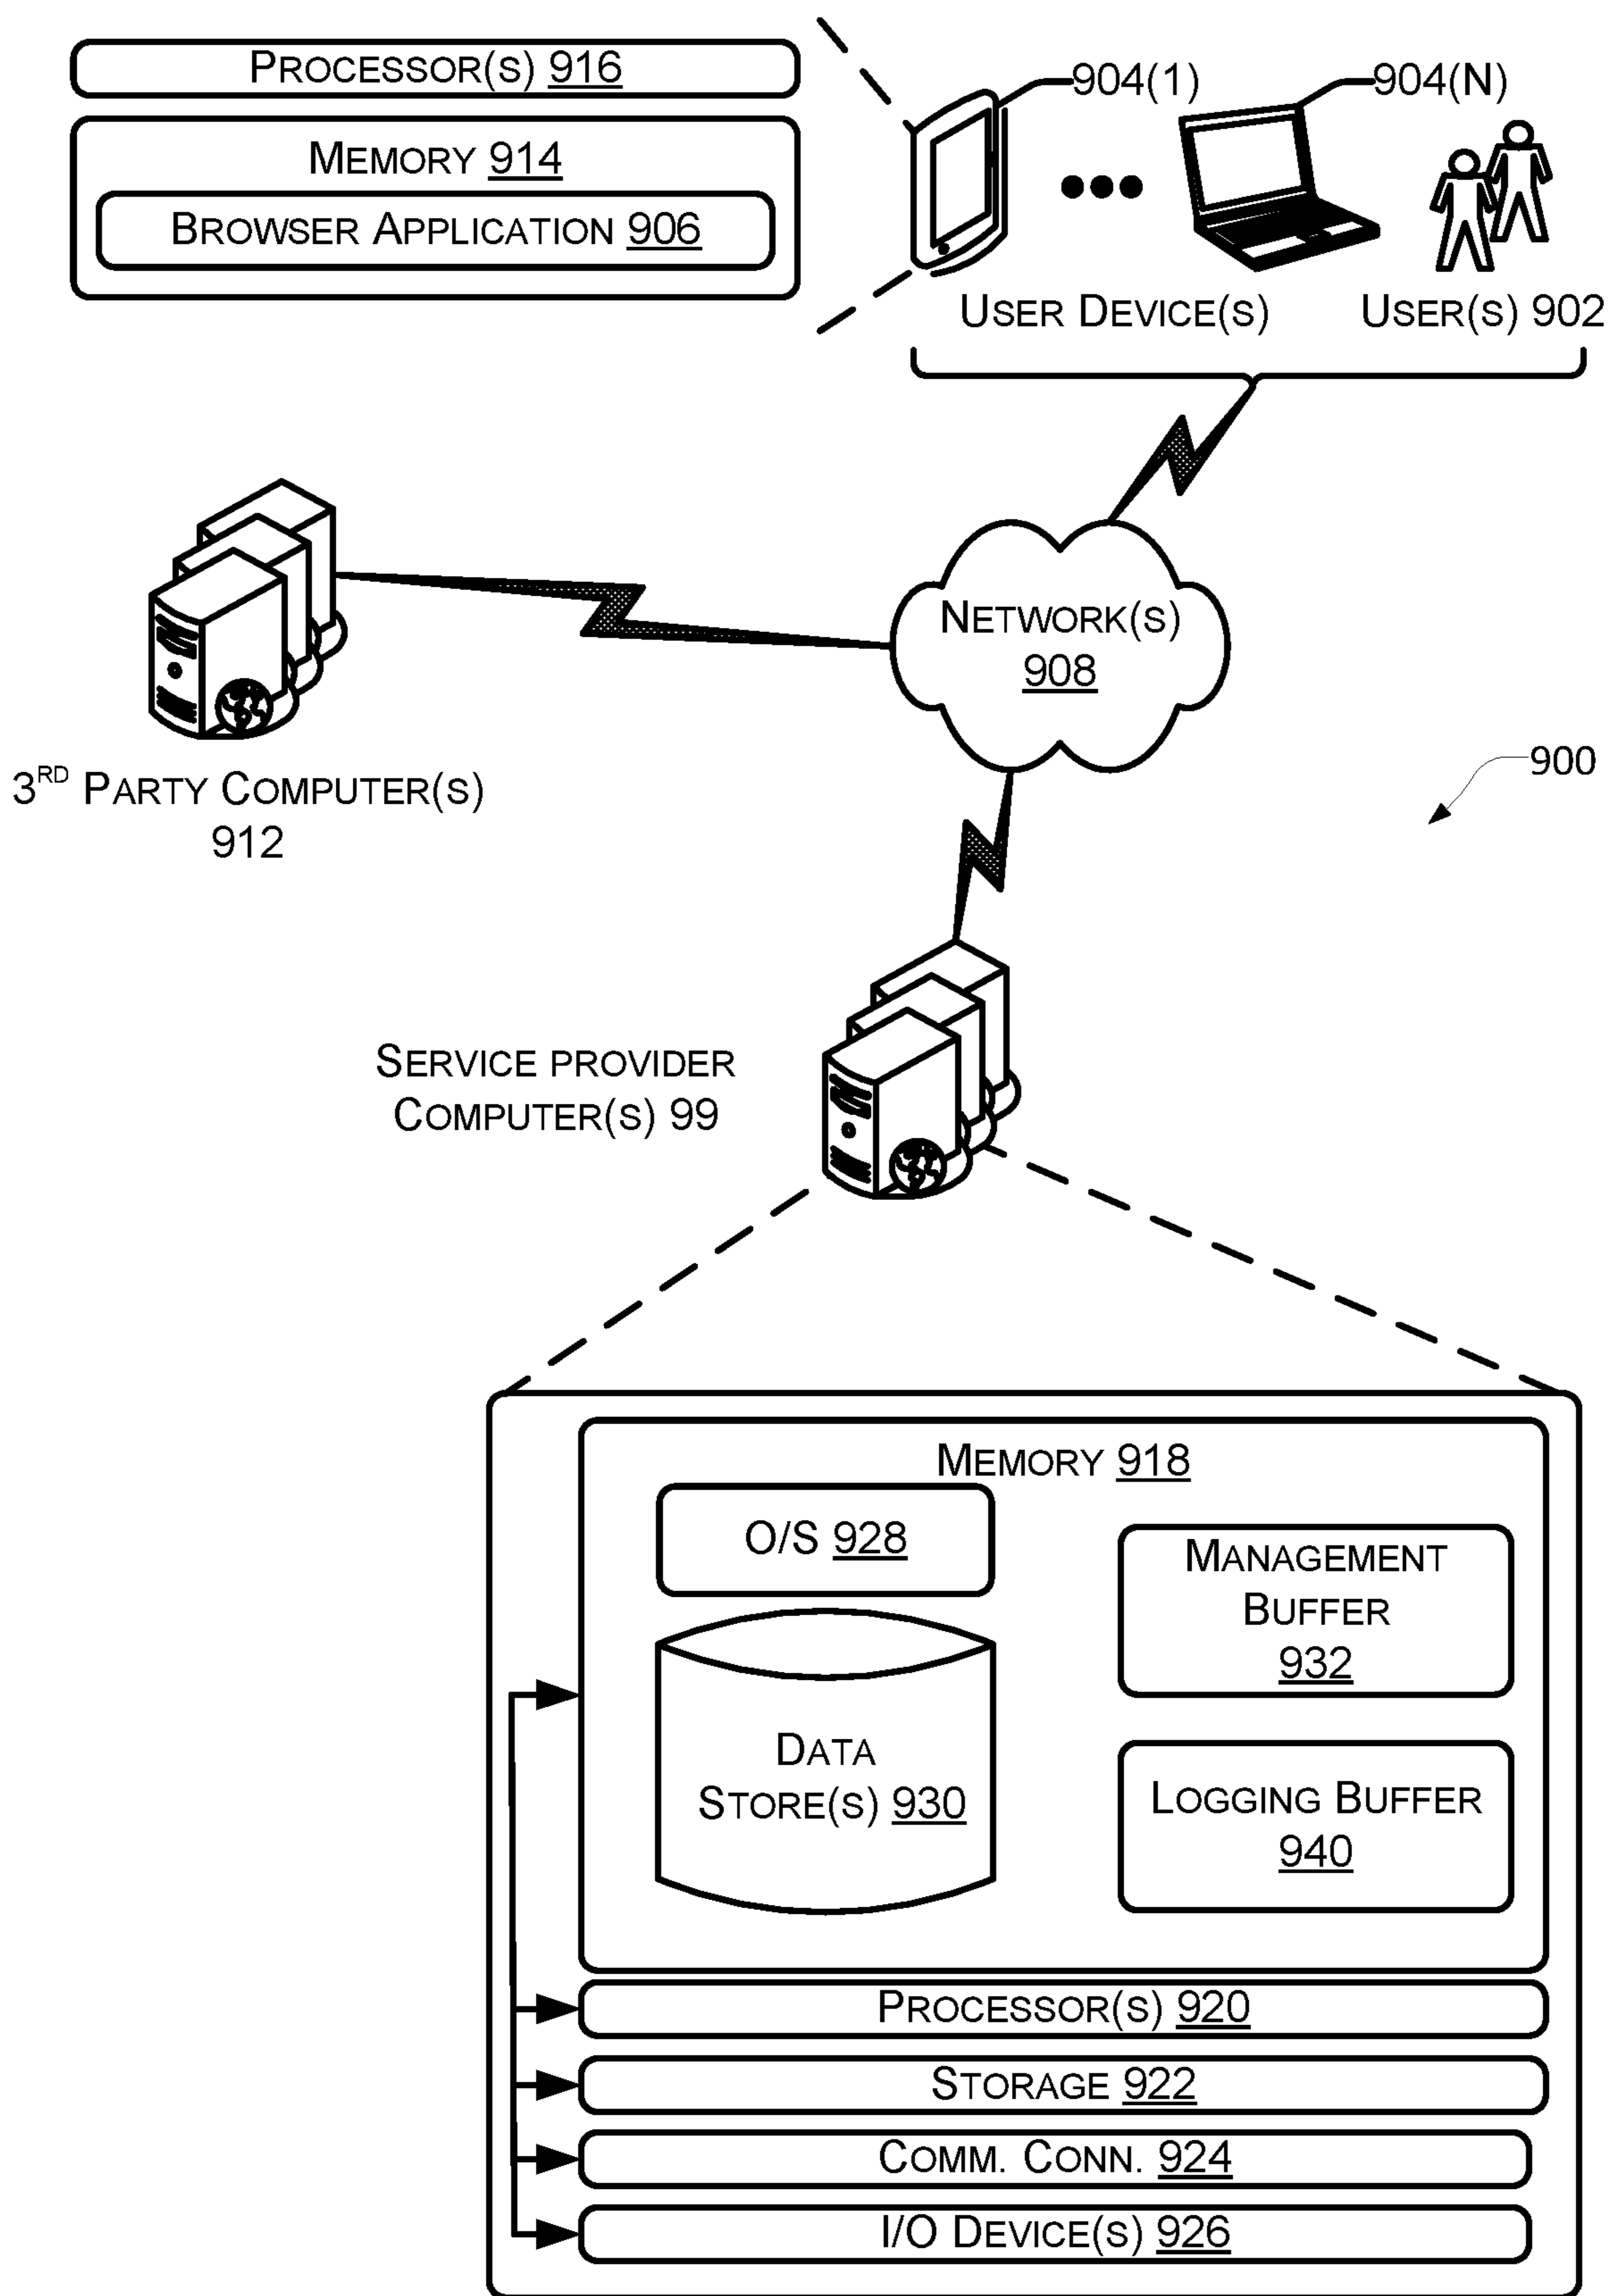 PROCESSOR(S) 916
MEMORY 914
BROWSER APPLICATION 906
904(1)
904(N)
USER DEVICE(S)
USER(S) 902
NETWORK(S)
908
3RD PARTY COMPUTER(S)
912
900
SERVICE PROVIDER
COMPUTER(S) 99
MEMORY 918
O/S 928
MANAGEMENT
BUFFER
932
DATA
STORE(S) 930
LOGGING BUFFER
940
PROCESSOR(S) 920
STORAGE 922
COMM. CONN. 924
I/O DEVICE(S) 926